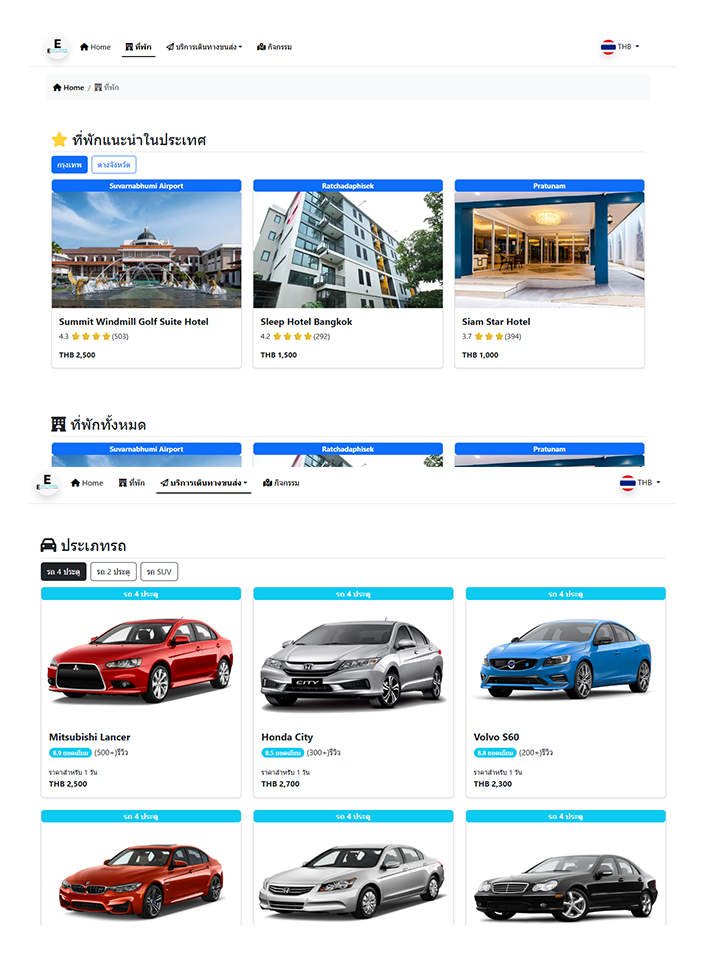 E
Home ที่พัก บริการเดินทางขนส่ง กิจกรรม THB
Home / ที่พัก
ที่พักแนะนำในประเทศ
กรุงเทพ ต่างจังหวัด
Suvarnabhumi Airport Ratchadaphisek Pratunam
Summit Windmill Golf Suite Hotel Sleep Hotel Bangkok Siam Star Hotel
4.3 (503) 4.2 (292) 3.7 (394)
THB 2,500 THB 1,500 THB 1,000
ที่พักทั้งหมด
Suvarnabhumi Airport Ratchadaphisek Pratunam
E
Home ที่พัก บริการเดินทางขนส่ง กิจกรรม THB
ประเภทรถ
รถ 4 ประตู รถ 2 ประตู รถ SUV
รถ 4 ประตู รถ 4 ประตู รถ 4 ประตู
CITY
Mitsubishi Lancer Honda City Volvo S60
8.9 ยอดเยี่ยม (500+)รีวิว 8.5 ยอดเยี่ยม (300+)รีวิว 8.8 ยอดเยี่ยม (200+)รีวิว
ราคาสำหรับ 1 วัน ราคาสำหรับ 1 วัน ราคาสำหรับ 1 วัน
THB 2,500 THB 2,700 THB 2,300
รถ 4 ประตู รถ 4 ประตู รถ 4 ประตู